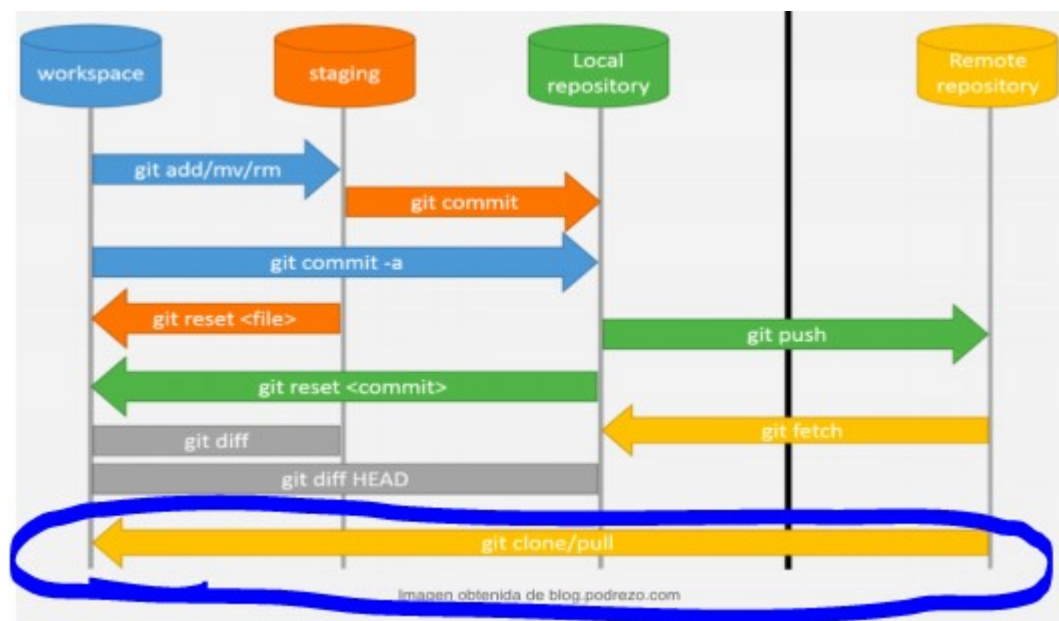 workspace
staging
Local
repository
Remote
repository
git add/mv/rm
git commit
git commit -a
git reset <file>
git push
git reset <commit>
git fetch
git diff
git diff HEAD
git clone/pull
Imagen obtenida de blog.podrezo.com